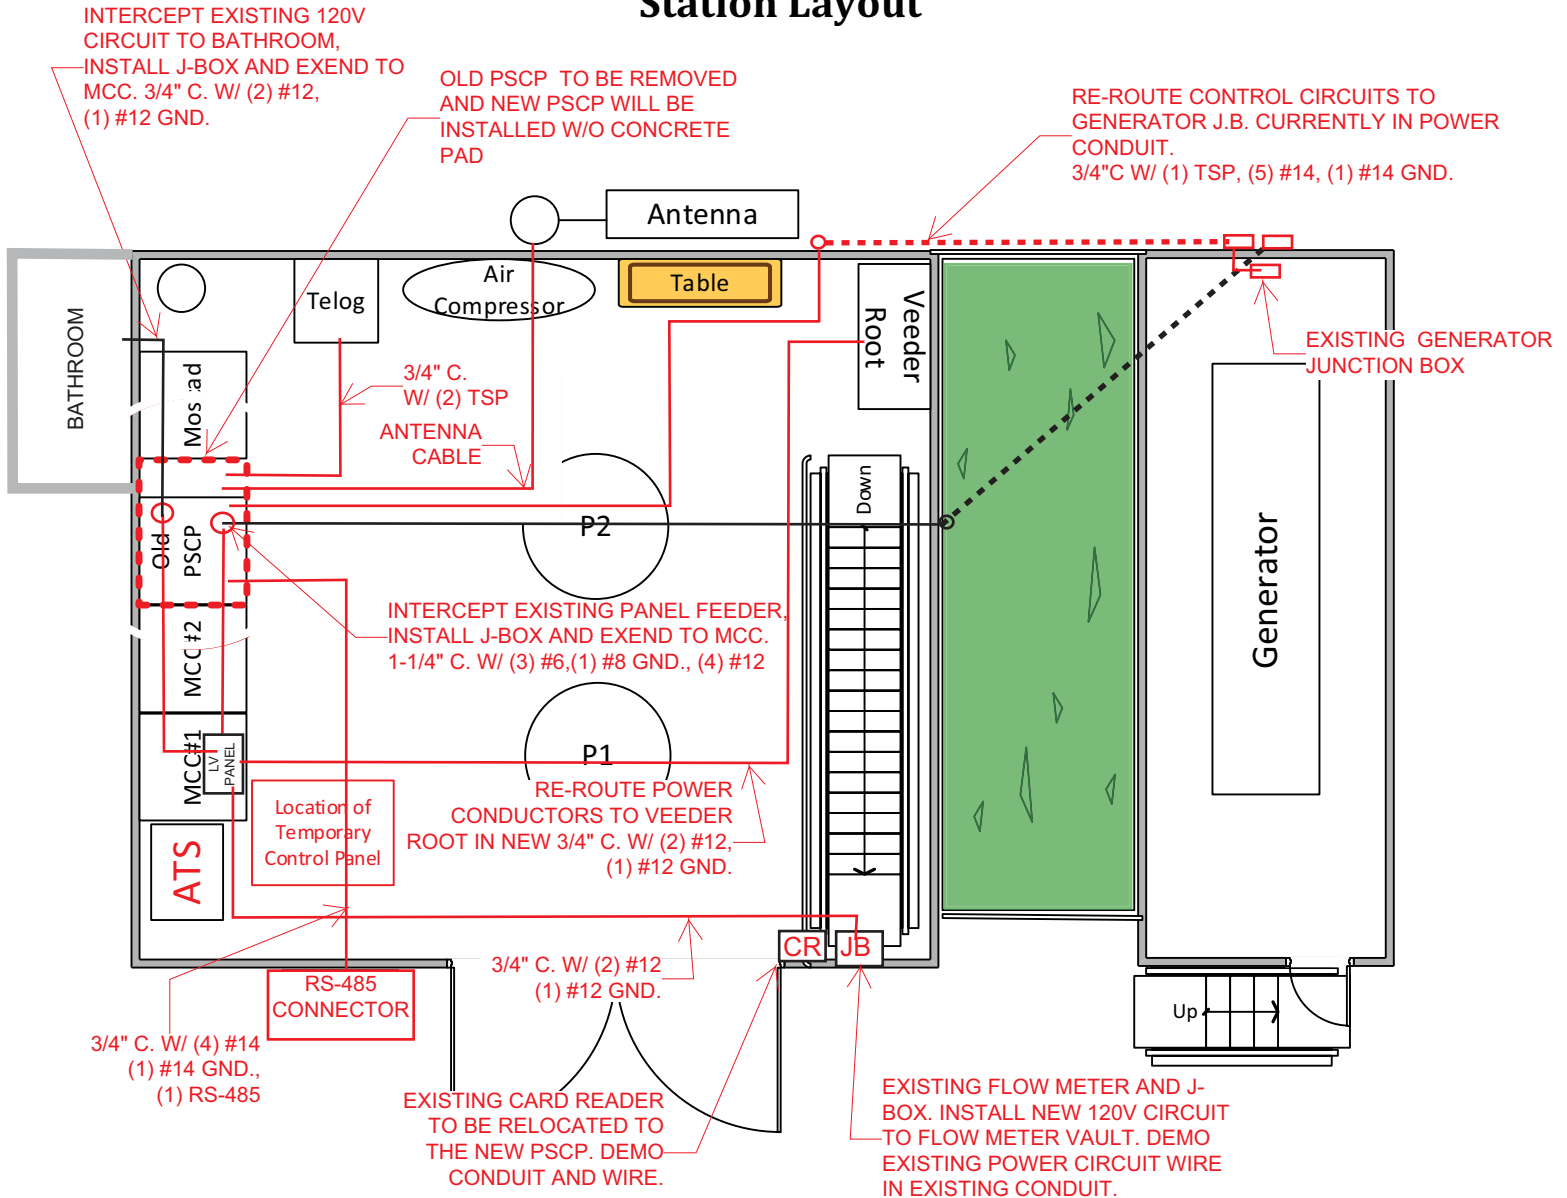 Station Layout
INTERCEPT EXISTING 120V
CIRCUIT TO BATHROOM,
INSTALL J-BOX AND EXEND TO
MCC. 3/4" C. W/ (2) #12,
(1) #12 GND.
OLD PSCP TO BE REMOVED
AND NEW PSCP WILL BE
INSTALLED W/O CONCRETE
PAD
RE-ROUTE CONTROL CIRCUITS TO
GENERATOR J.B. CURRENTLY IN POWER
CONDUIT.
3/4"C W/ (1) TSP, (5) #14, (1) #14 GND.
Antenna
Telog
Air
Compressor
Table
Veeder
Root
EXISTING GENERATOR
JUNCTION BOX
BATHROOM
3/4" C.
W/ (2) TSP
ANTENNA
CABLE
Down
P2
Old
PSCP
Generator
INTERCEPT EXISTING PANEL FEEDER,
INSTALL J-BOX AND EXEND TO MCC.
1-1/4" C. W/ (3) #6,(1) #8 GND., (4) #12
MCC#2
MCC#1
LV
PANEL
P1
RE-ROUTE POWER
CONDUCTORS TO VEEDER
ROOT IN NEW 3/4" C. W/ (2) #12,
(1) #12 GND.
Location of
Temporary
Control Panel
ATS
CR
JB
3/4" C. W/ (2) #12
(1) #12 GND.
RS-485
CONNECTOR
Up
3/4" C. W/ (4) #14
(1) #14 GND.,
(1) RS-485
EXISTING CARD READER
TO BE RELOCATED TO
THE NEW PSCP. DEMO
CONDUIT AND WIRE.
EXISTING FLOW METER AND J-
BOX. INSTALL NEW 120V CIRCUIT
TO FLOW METER VAULT. DEMO
EXISTING POWER CIRCUIT WIRE
IN EXISTING CONDUIT.